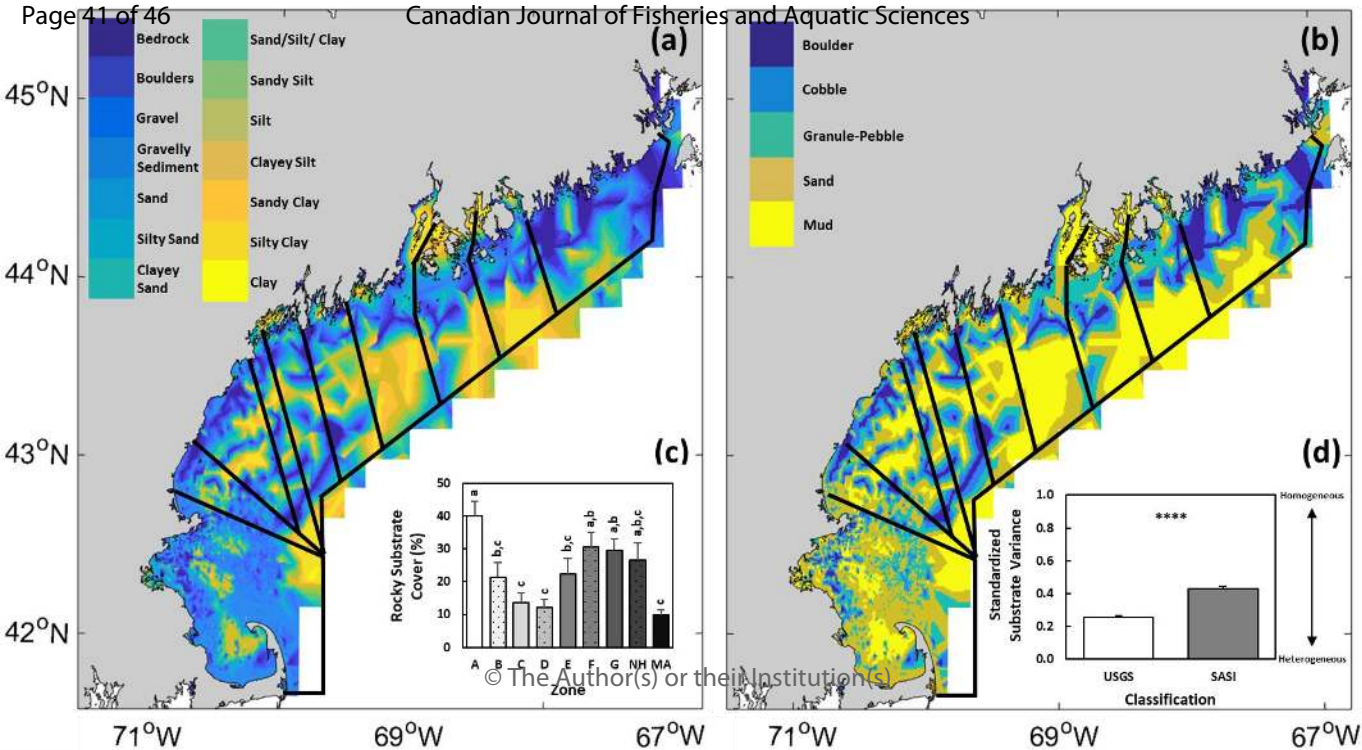 Page 41 of 46
Canadian Journal of Fisheries and Aquatic Sciences
(a)
Bedrock
Boulders
Gravel
Gravelly
Sediment
Sand
Silty Sand
Clayey
Sand
Sand/Silt/ Clay
Sandy Silt
Silt
Clayey Silt
Sandy Clay
Silty Clay
Clay
45°N
44°N
43°N
42°N
71°W
69°W
67°W
(b)
Boulder
Cobble
Granule-Pebble
Sand
Mud
71°W
69°W
67°W
(c)
Rocky Substrate
Cover (%)
50
40
30
20
10
0
a
b,c
c
c
b,c
a,b
a,b
a,b,c
c
A B C D E F G NH MA
Zone
(d)
Standardized
Substrate Variance
1.0
0.8
0.6
0.4
0.2
0.0
****
USGS SASI
Classification
Homogeneous
Heterogeneous
© The Author(s) or their Institution(s)